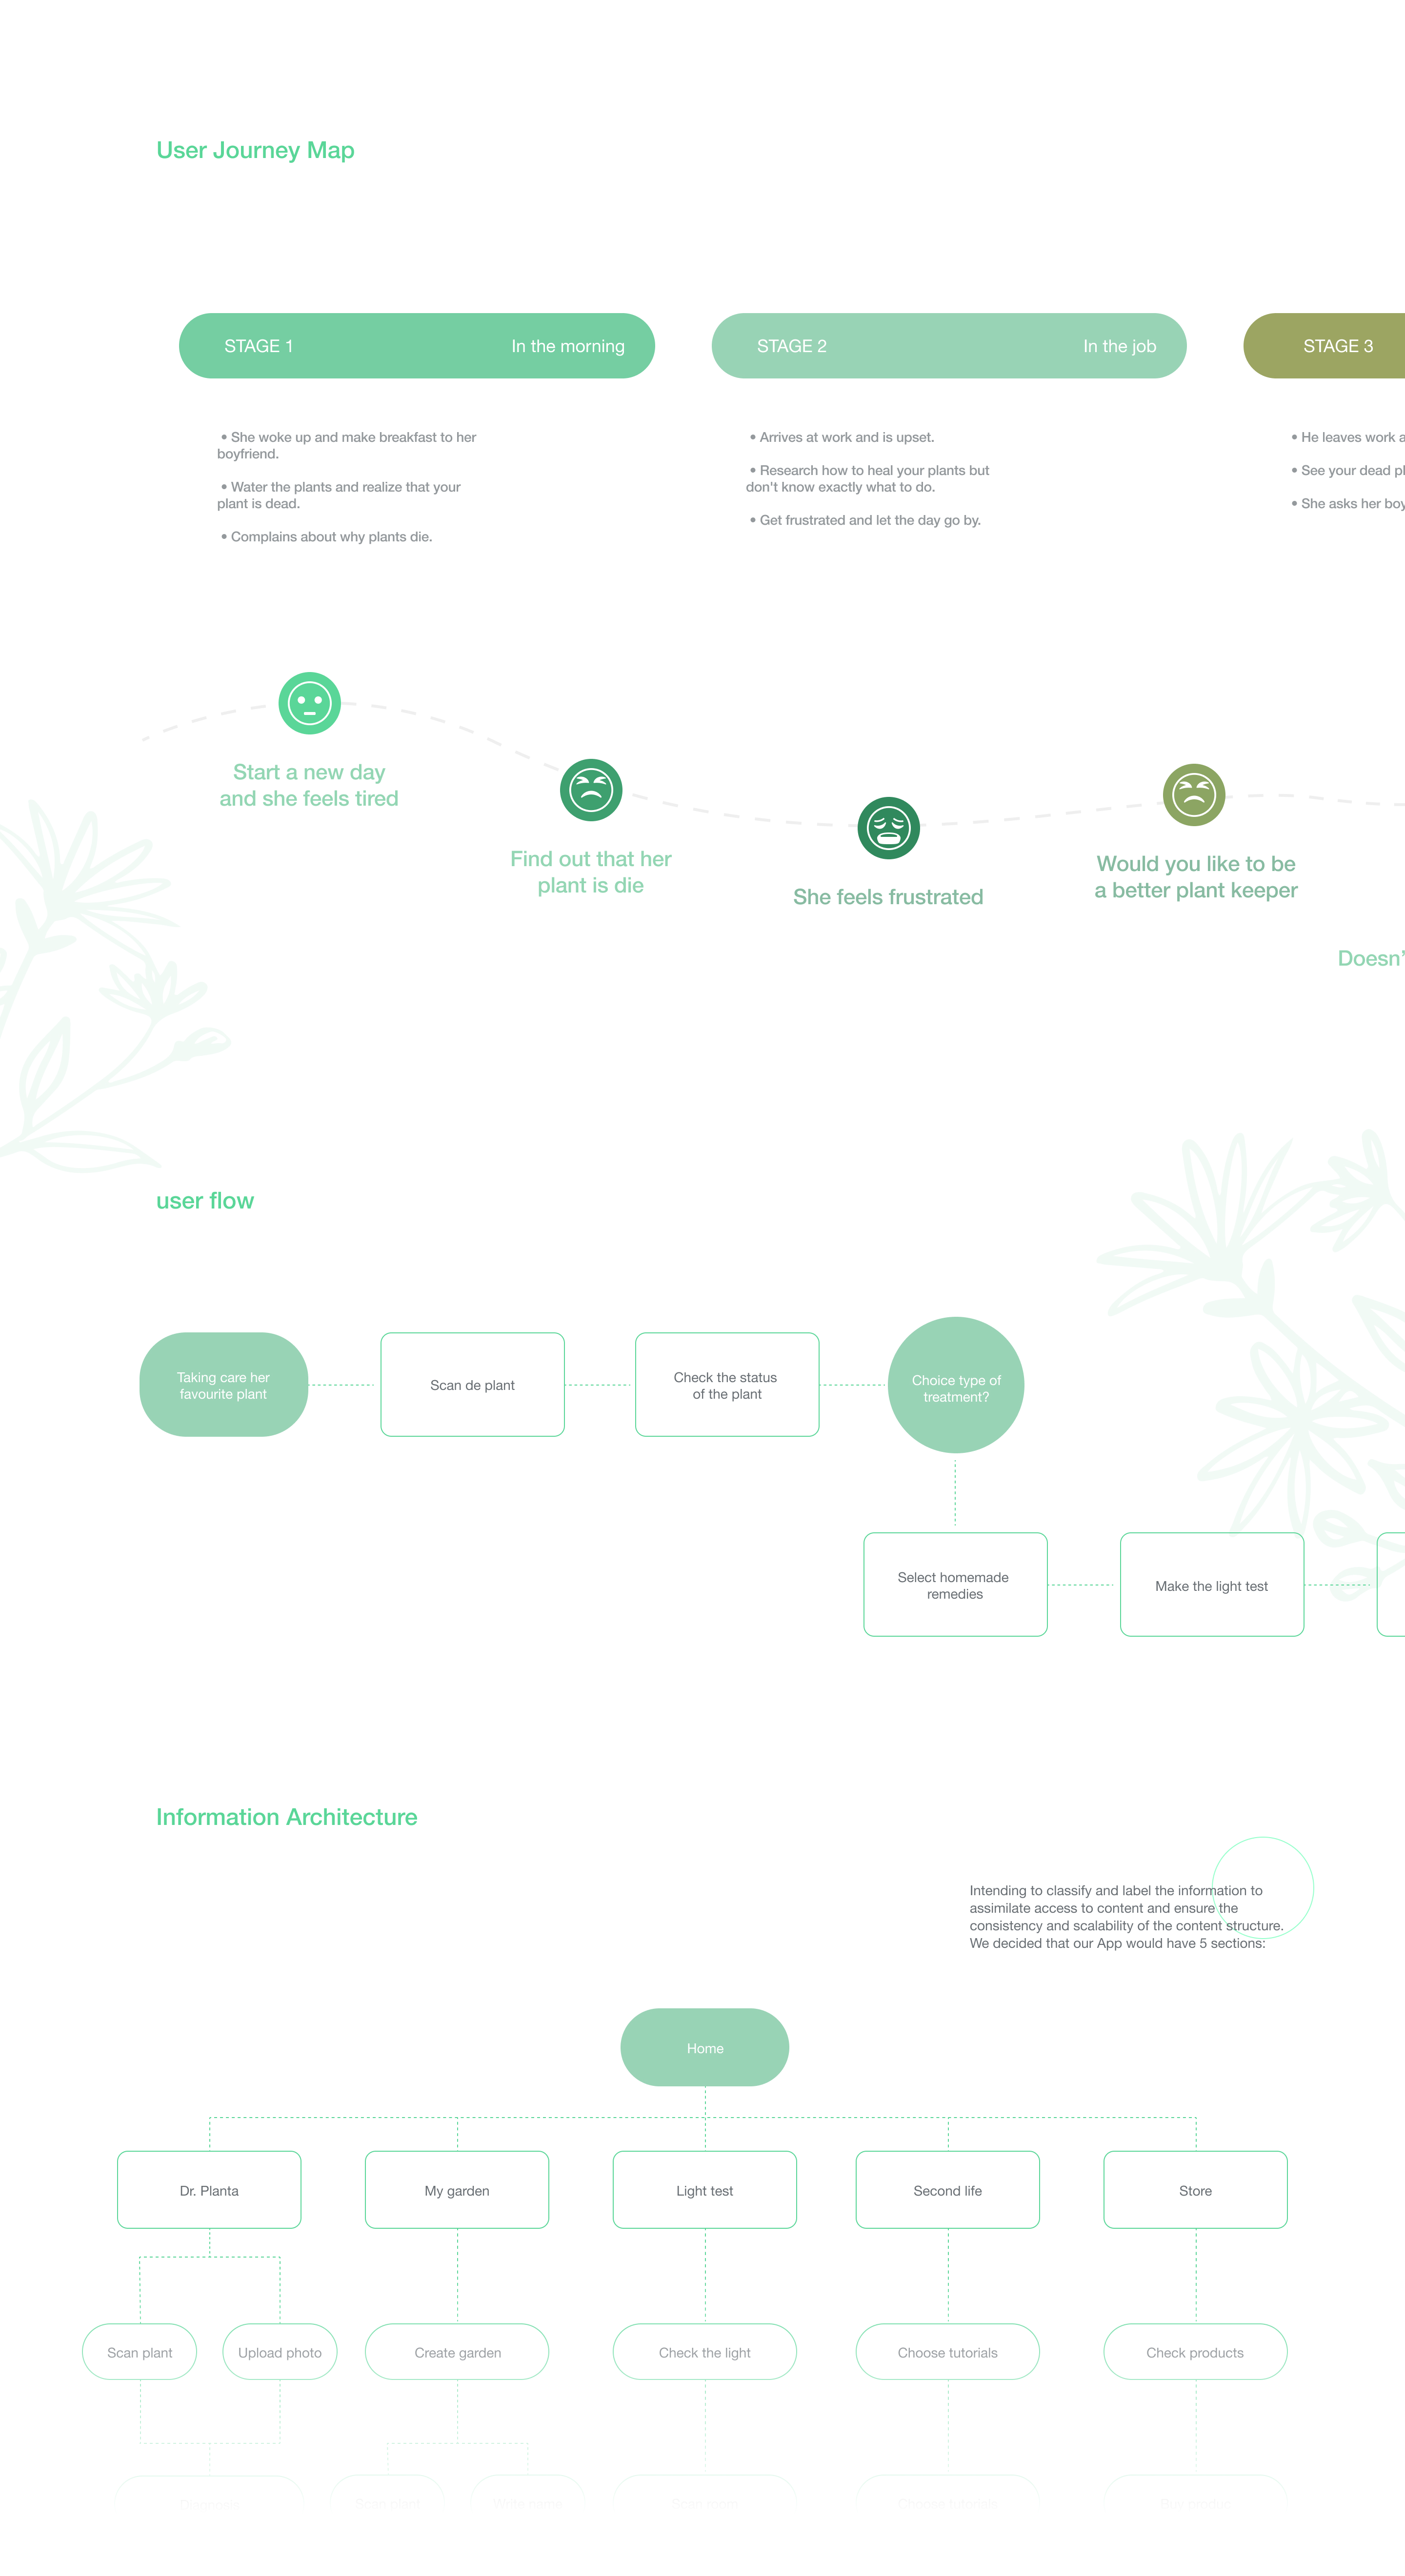 User Journey Map
STAGE 1
In the morning
STAGE 2
In the job
STAGE 3
• She woke up and make breakfast to her
boyfriend.
• Water the plants and realize that your
plant is dead.
• Complains about why plants die.
• Arrives at work and is upset.
• Research how to heal your plants but
don't know exactly what to do.
• Get frustrated and let the day go by.
• He leaves work
• See your dead
• She asks her
Start a new day
and she feels tired
Find out that her
plant is die
She feels frustrated
Would you like to be
a better plant keeper
Doesn’
user flow
Taking care her
favourite plant
Scan de plant
Check the status
of the plant
Choice type of
treatment?
Select homemade
remedies
Make the light test
Information Architecture
Intending to classify and label the information to
assimilate access to content and ensure the
consistency and scalability of the content structure.
We decided that our App would have 5 sections:
Home
Dr. Planta
My garden
Light test
Second life
Store
Scan plant
Upload photo
Create garden
Check the light
Choose tutorials
Check products